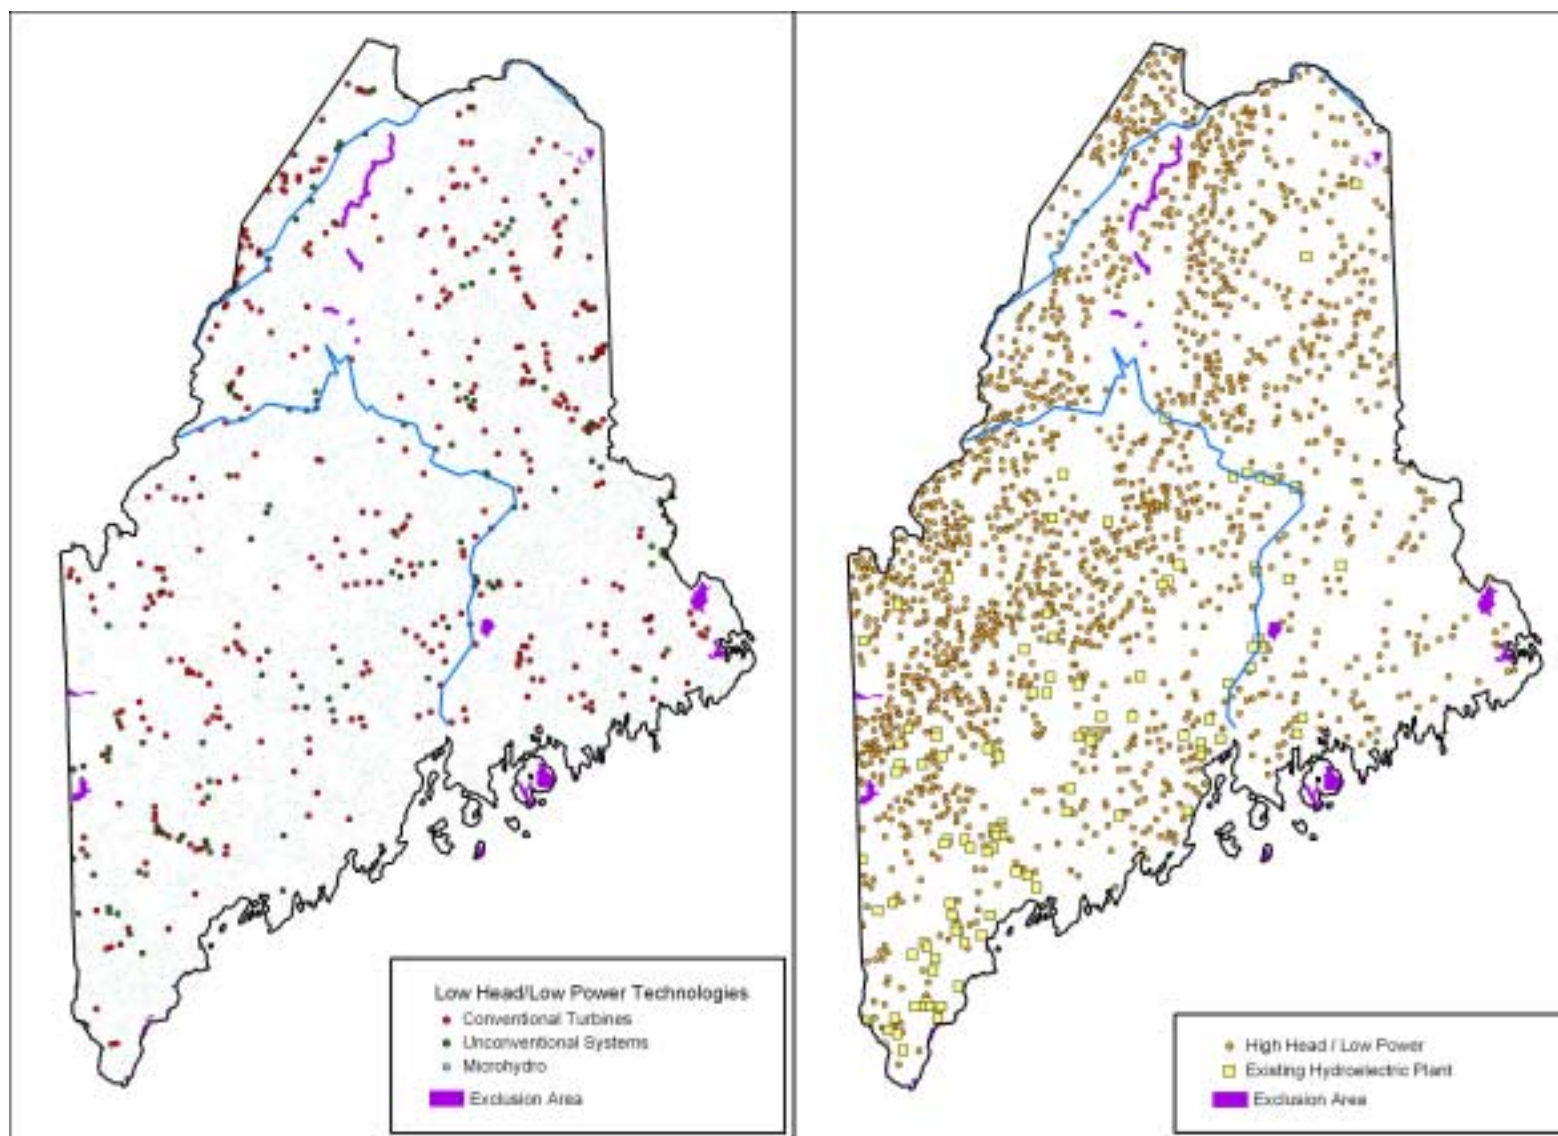 Low Head/Low Power Technologies
Conventional Turbines
Unconventional Systems
Microhydro
Exclusion Area
High Head / Low Power
Existing Hydroelectric Plant
Exclusion Area